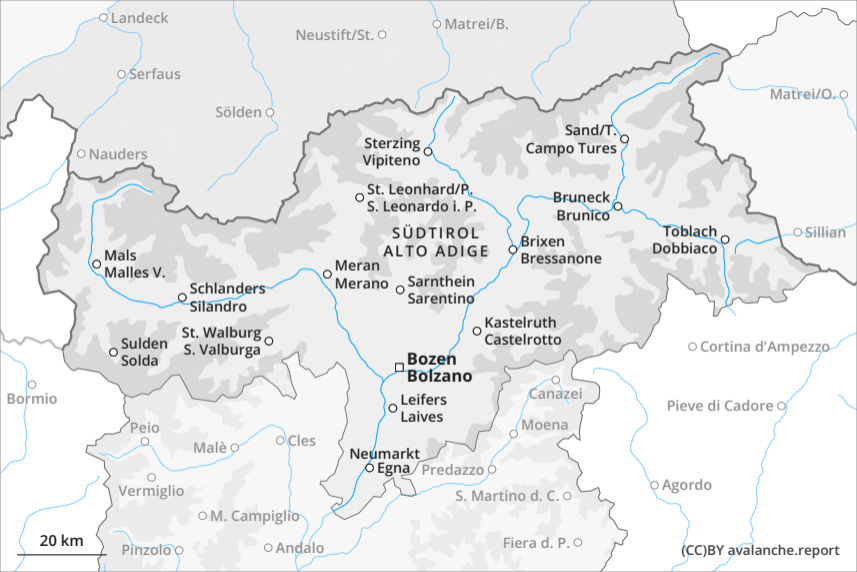 Landeck
Matrei/B.
Neustift/St.
Serfaus
Matrei/O.
Sölden
Sand/T.
Campo Tures
Sterzing
Vipiteno
Nauders
St. Leonhard/P.
S. Leonardo i. P.
Bruneck
Brunico
SÜDTIROL
ALTO ADIGE
Toblach
Dobbiaco
Sillian
Brixen
Bressanone
Mals
Malles V.
Meran
Merano
Sarnthein
Sarentino
Schlanders
Silandro
Kastelruth
Castelrotto
St. Walburg
S. Valburga
Sulden
Solda
Cortina d'Ampezzo
Bozen
Bolzano
Bormio
Canazei
Leifers
Laives
Pieve di Cadore
Peio
Moena
Malè
Cles
Neumarkt
Egna
Predazzo
Vermiglio
Agordo
S. Martino d. C.
M. Campiglio
20 km
Pinzolo
Andalo
Fiera d. P.
(CC)BY avalanche.report